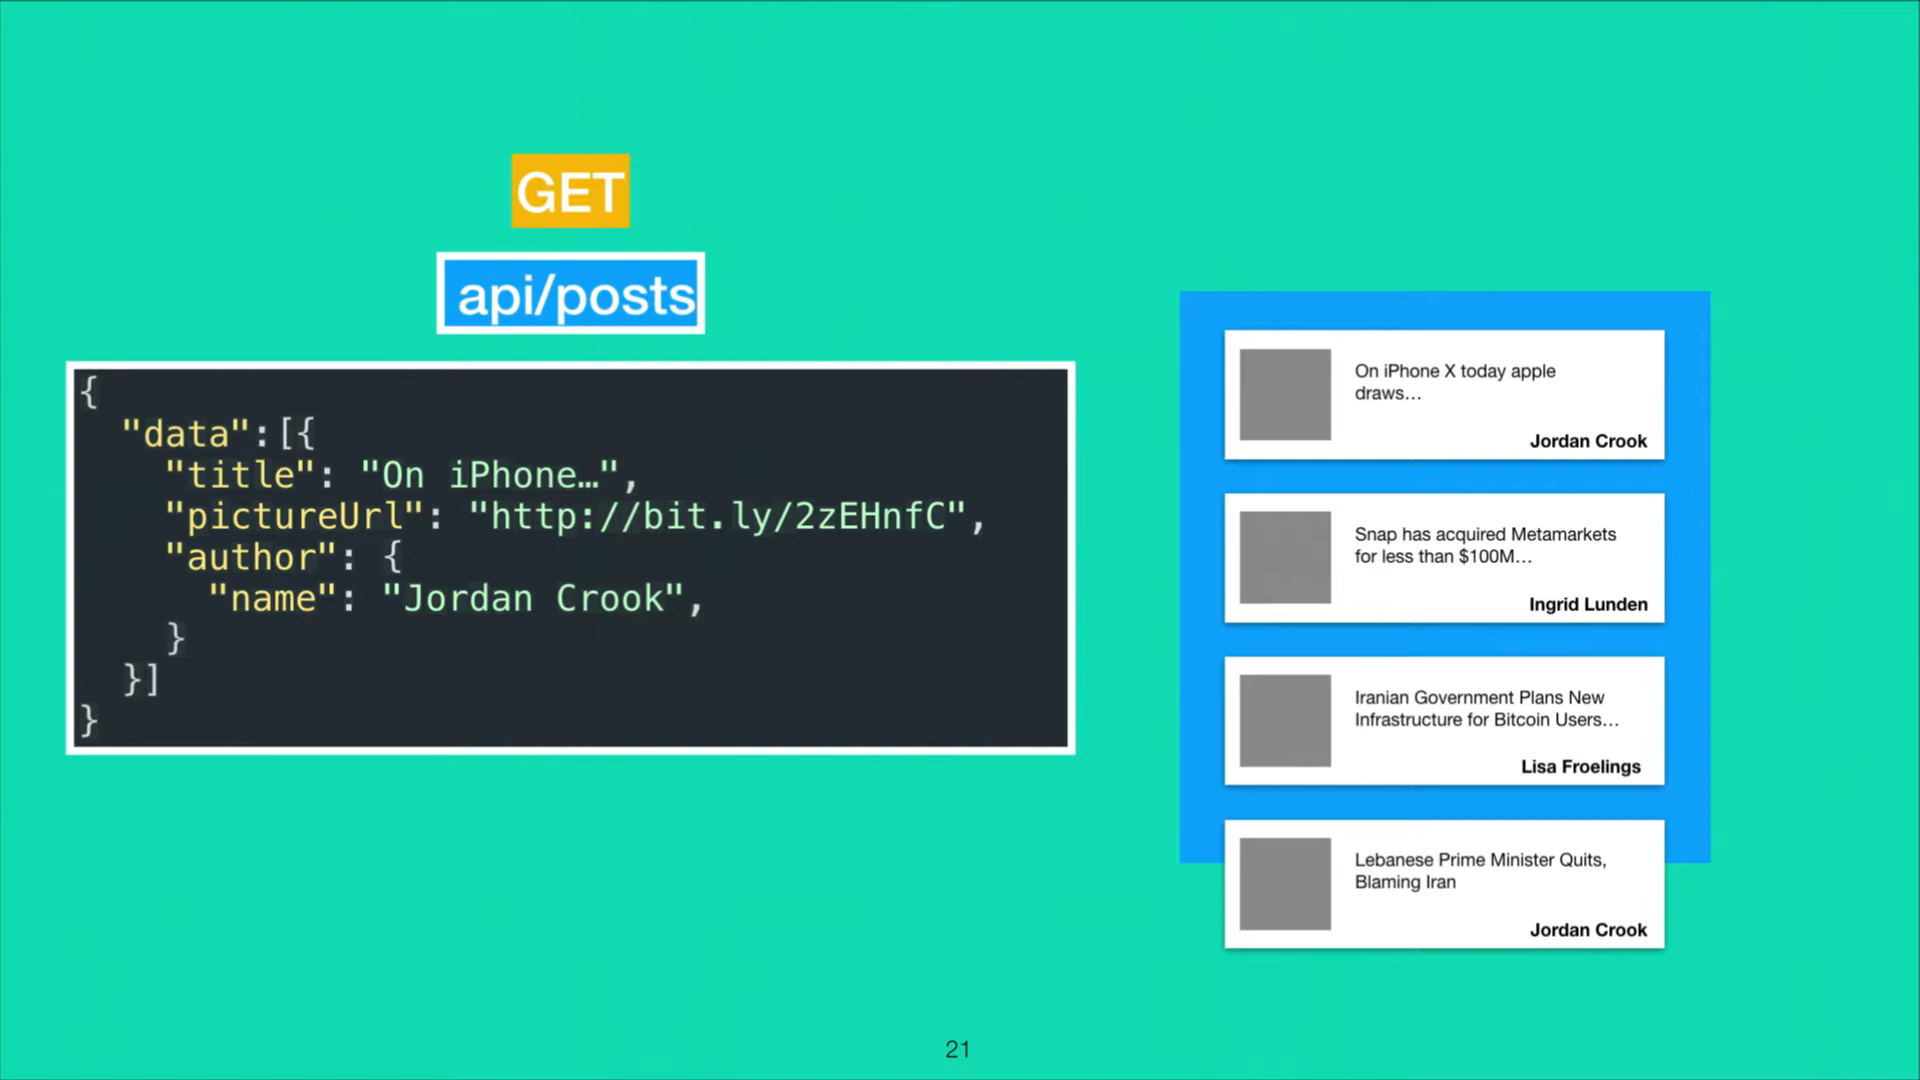 GET
api/posts
{
"data":[{
"title": "On iPhone…",
"pictureUrl": "http://bit.ly/2zEHnfC",
"author": {
"name": "Jordan Crook",
}
}]
}
On iPhone X today apple
draws…
Jordan Crook
Snap has acquired Metamarkets
for less than $100M…
Ingrid Lunden
Iranian Government Plans New
Infrastructure for Bitcoin Users…
Lisa Froelings
Lebanese Prime Minister Quits,
Blaming Iran
Jordan Crook
21